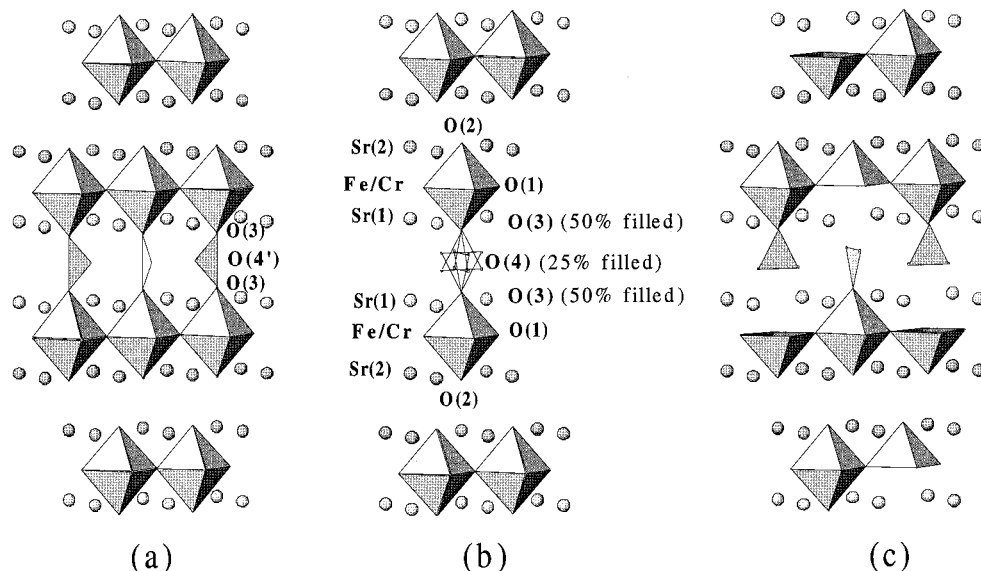 O(2)
Sr(2)
Fe/Cr
O(1)
Sr(1)
O(3) (50% filled)
O(3)
O(4')
O(4) (25% filled)
O(3)
Sr(1)
O(3) (50% filled)
Fe/Cr
O(1)
Sr(2)
O(2)
(a)
(b)
(c)